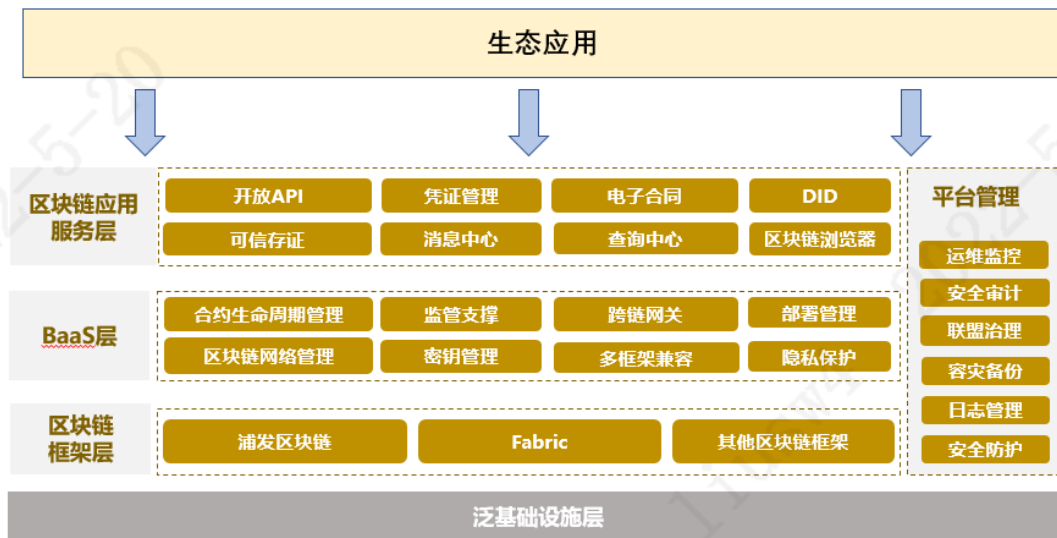 生态应用
区块链应用
服务层
开放API
凭证管理
电子合同
DID
可信存证
消息中心
查询中心
区块链浏览器
BaaS层
合约生命周期管理
监管支撑
跨链网关
部署管理
区块链网络管理
密钥管理
多框架兼容
隐私保护
区块链
框架层
浦发区块链
Fabric
其他区块链框架
平台管理
运维监控
安全审计
联盟治理
容灾备份
日志管理
安全防护
泛基础设施层